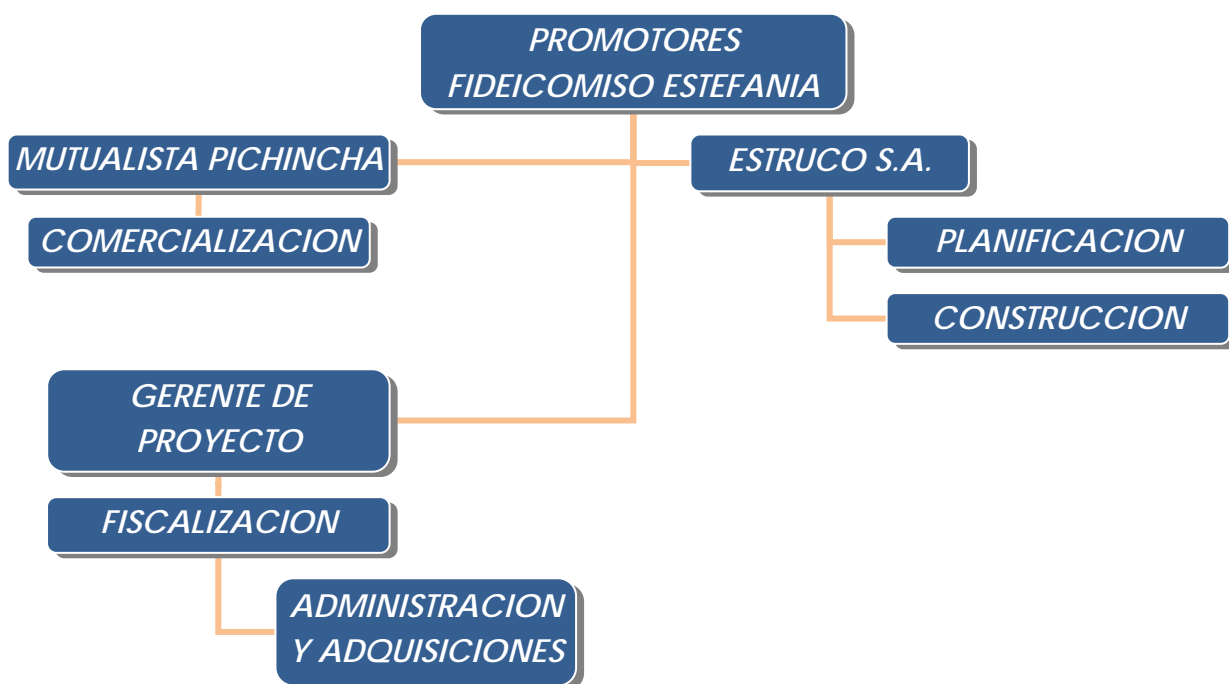 PROMOTORES
FIDEICOMISO ESTEFANIA
MUTUALISTA PICHINCHA
ESTRUCO S.A.
COMERCIALIZACION
PLANIFICACION
CONSTRUCCION
GERENTE DE
PROYECTO
FISCALIZACION
ADMINISTRACION
Y ADQUISICIONES